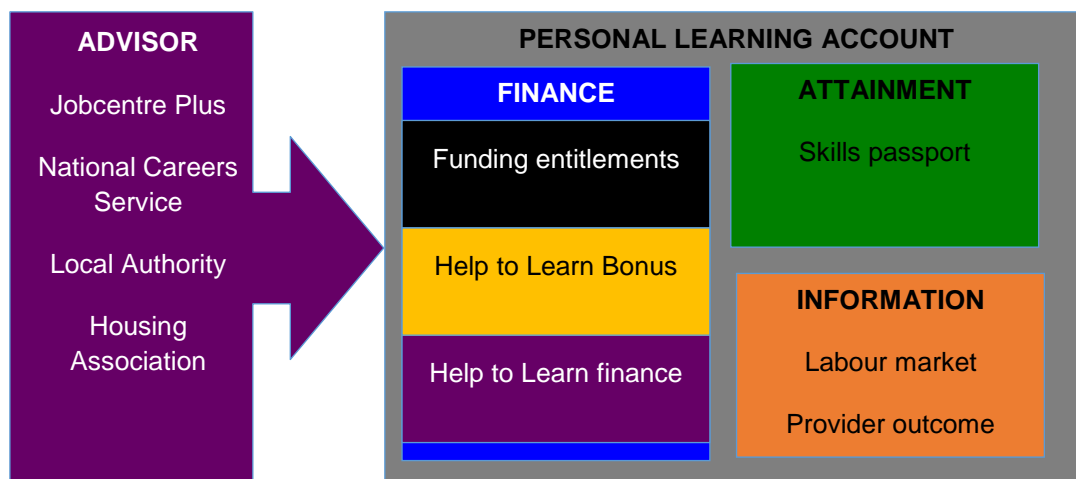 ADVISOR
Jobcentre Plus
National Careers
Service
Local Authority
Housing
Association
PERSONAL LEARNING ACCOUNT
FINANCE
Funding entitlements
Help to Learn Bonus
Help to Learn finance
ATTAINMENT
Skills passport
INFORMATION
Labour market
Provider outcome